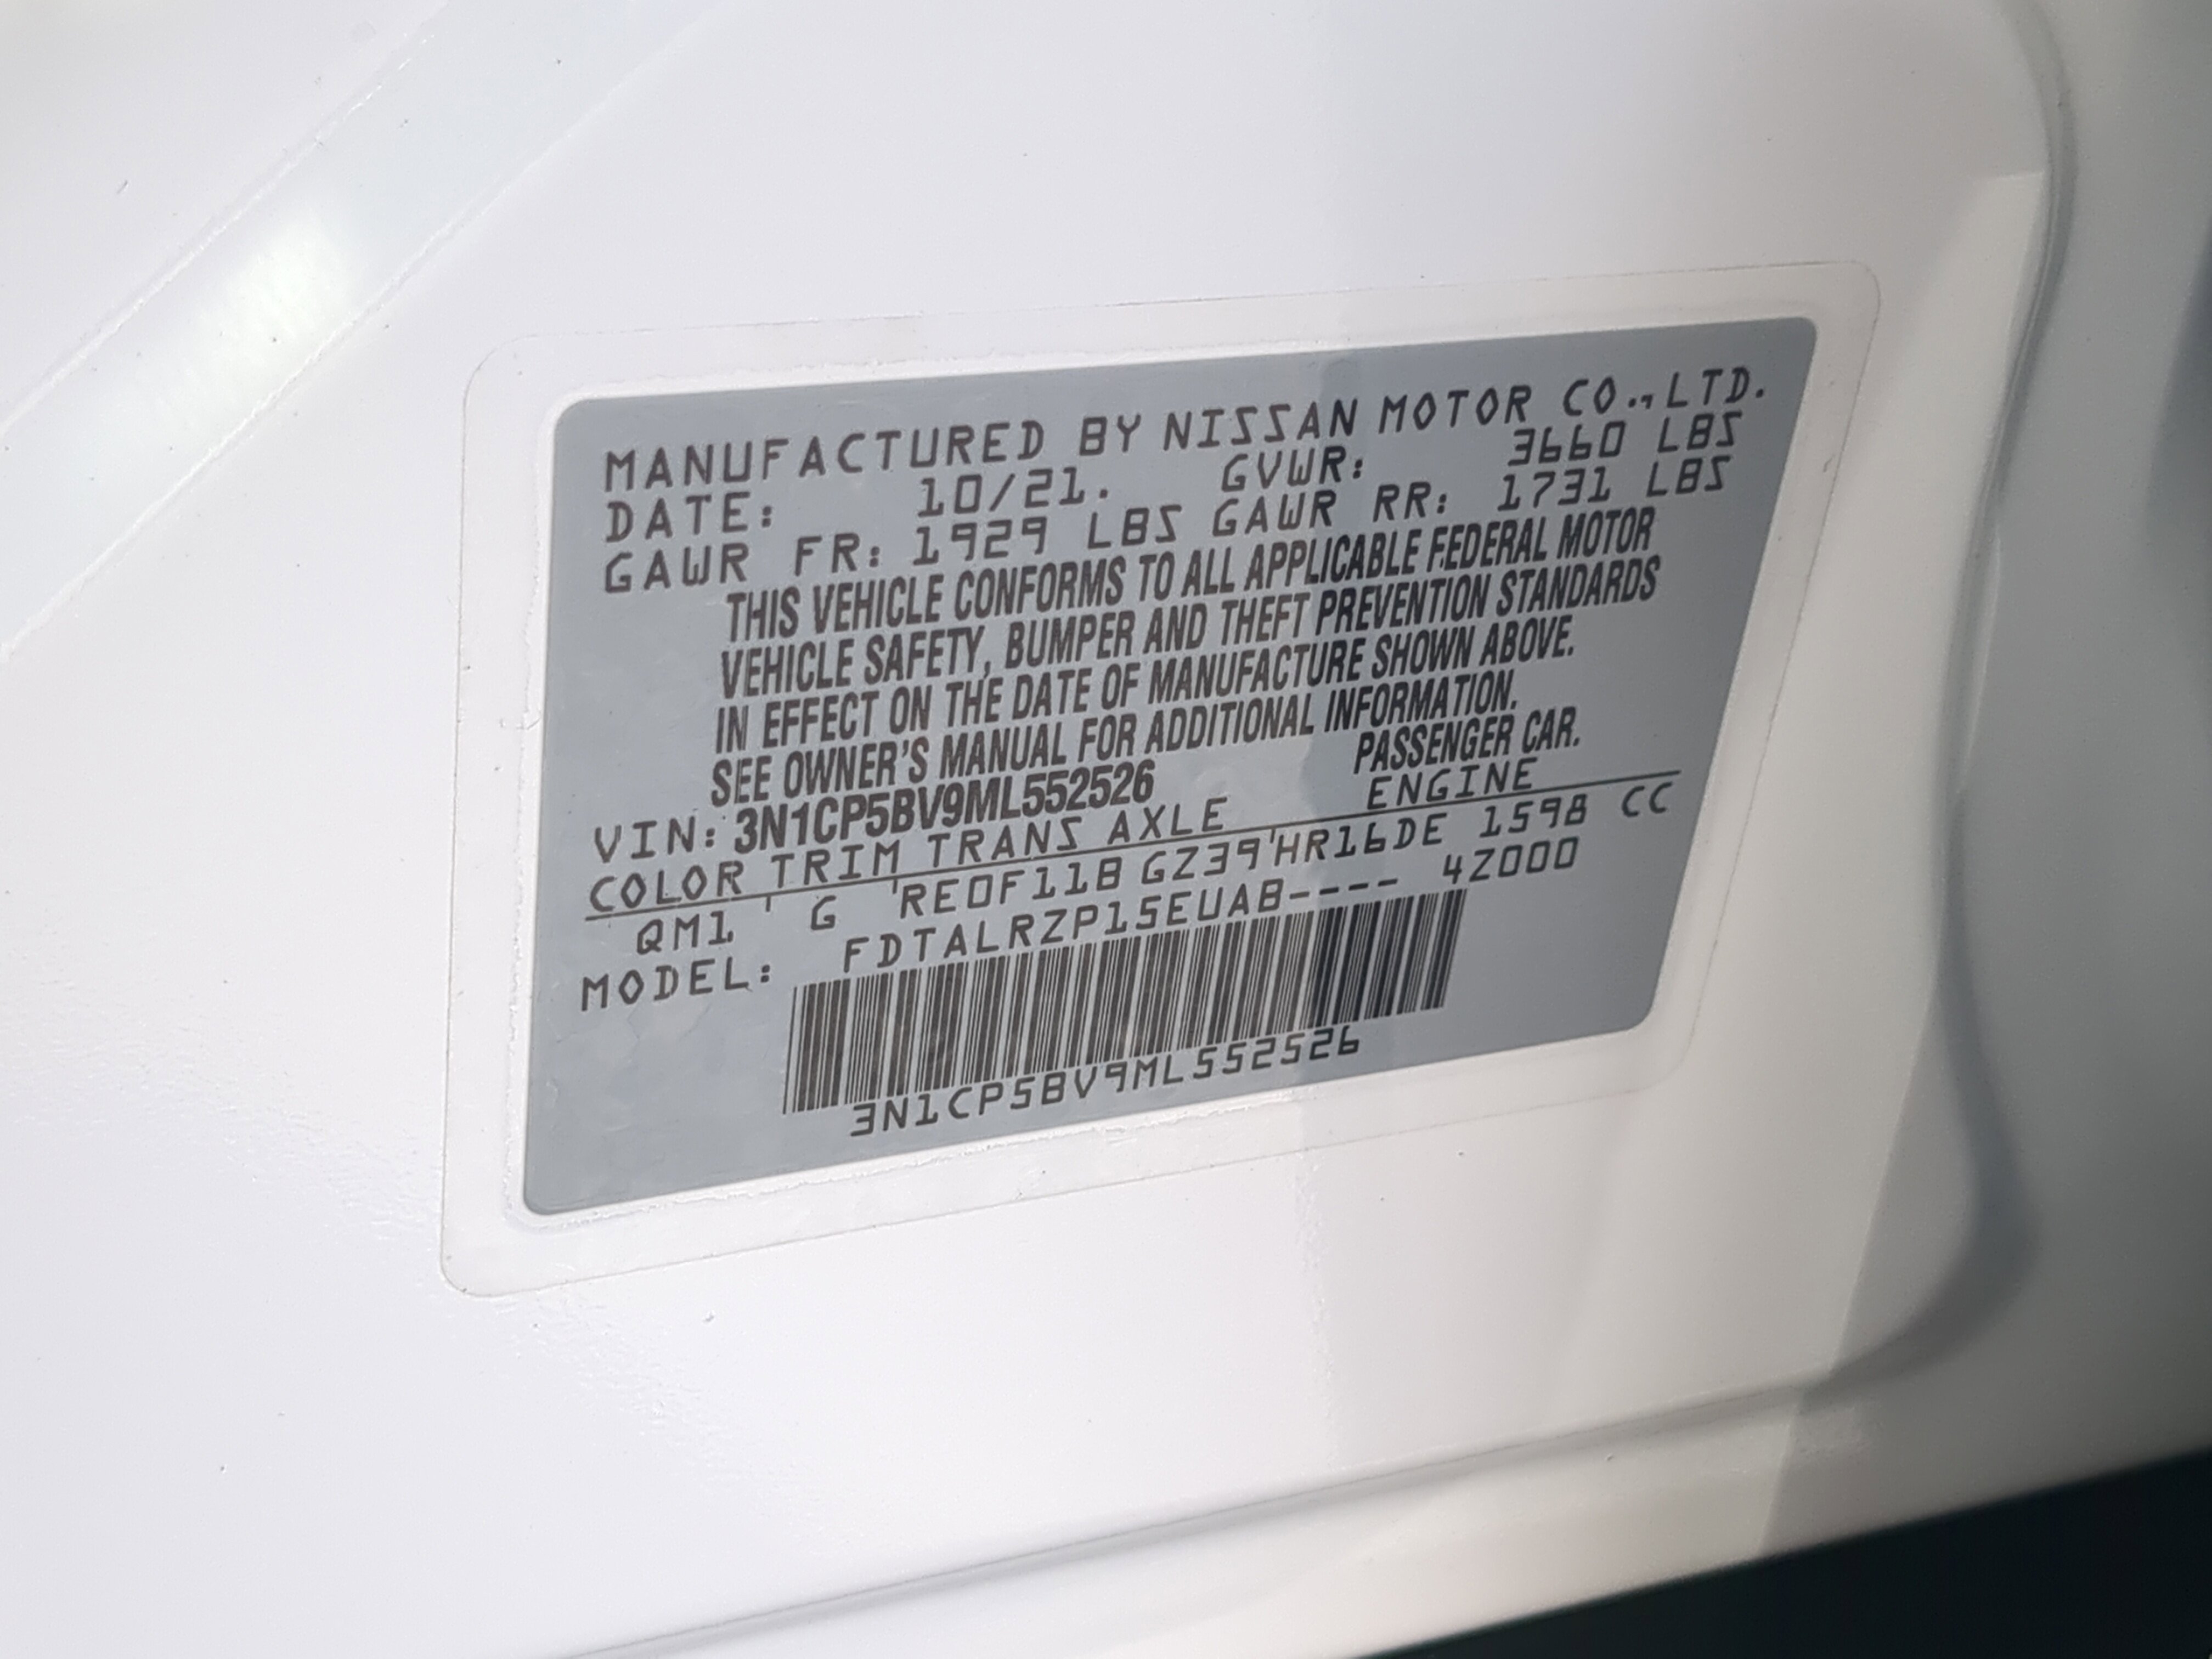 MANUFACTURED BY NISSAN MOTOR CO.,LTD.
DATE: 10/21. GVWR: 3660 LBS
GAWR FR: 1929 LBS GAWR RR: 1731 LBS
THIS VEHICLE CONFORMS TO ALL APPLICABLE FEDERAL MOTOR
VEHICLE SAFETY, BUMPER AND THEFT PREVENTION STANDARDS
IN EFFECT ON THE DATE OF MANUFACTURE SHOWN ABOVE.
SEE OWNER'S MANUAL FOR ADDITIONAL INFORMATION.
VIN: 3N1CP5BV9ML552526 PASSENGER CAR.
COLOR TRIM TRANS AXLE ENGINE
QM1 ' G 'RE0F11B GZ39'HR16DE 1598 CC
MODEL: FDTALRZP15EUAB---- 4Z000
3N1CP5BV9ML552526